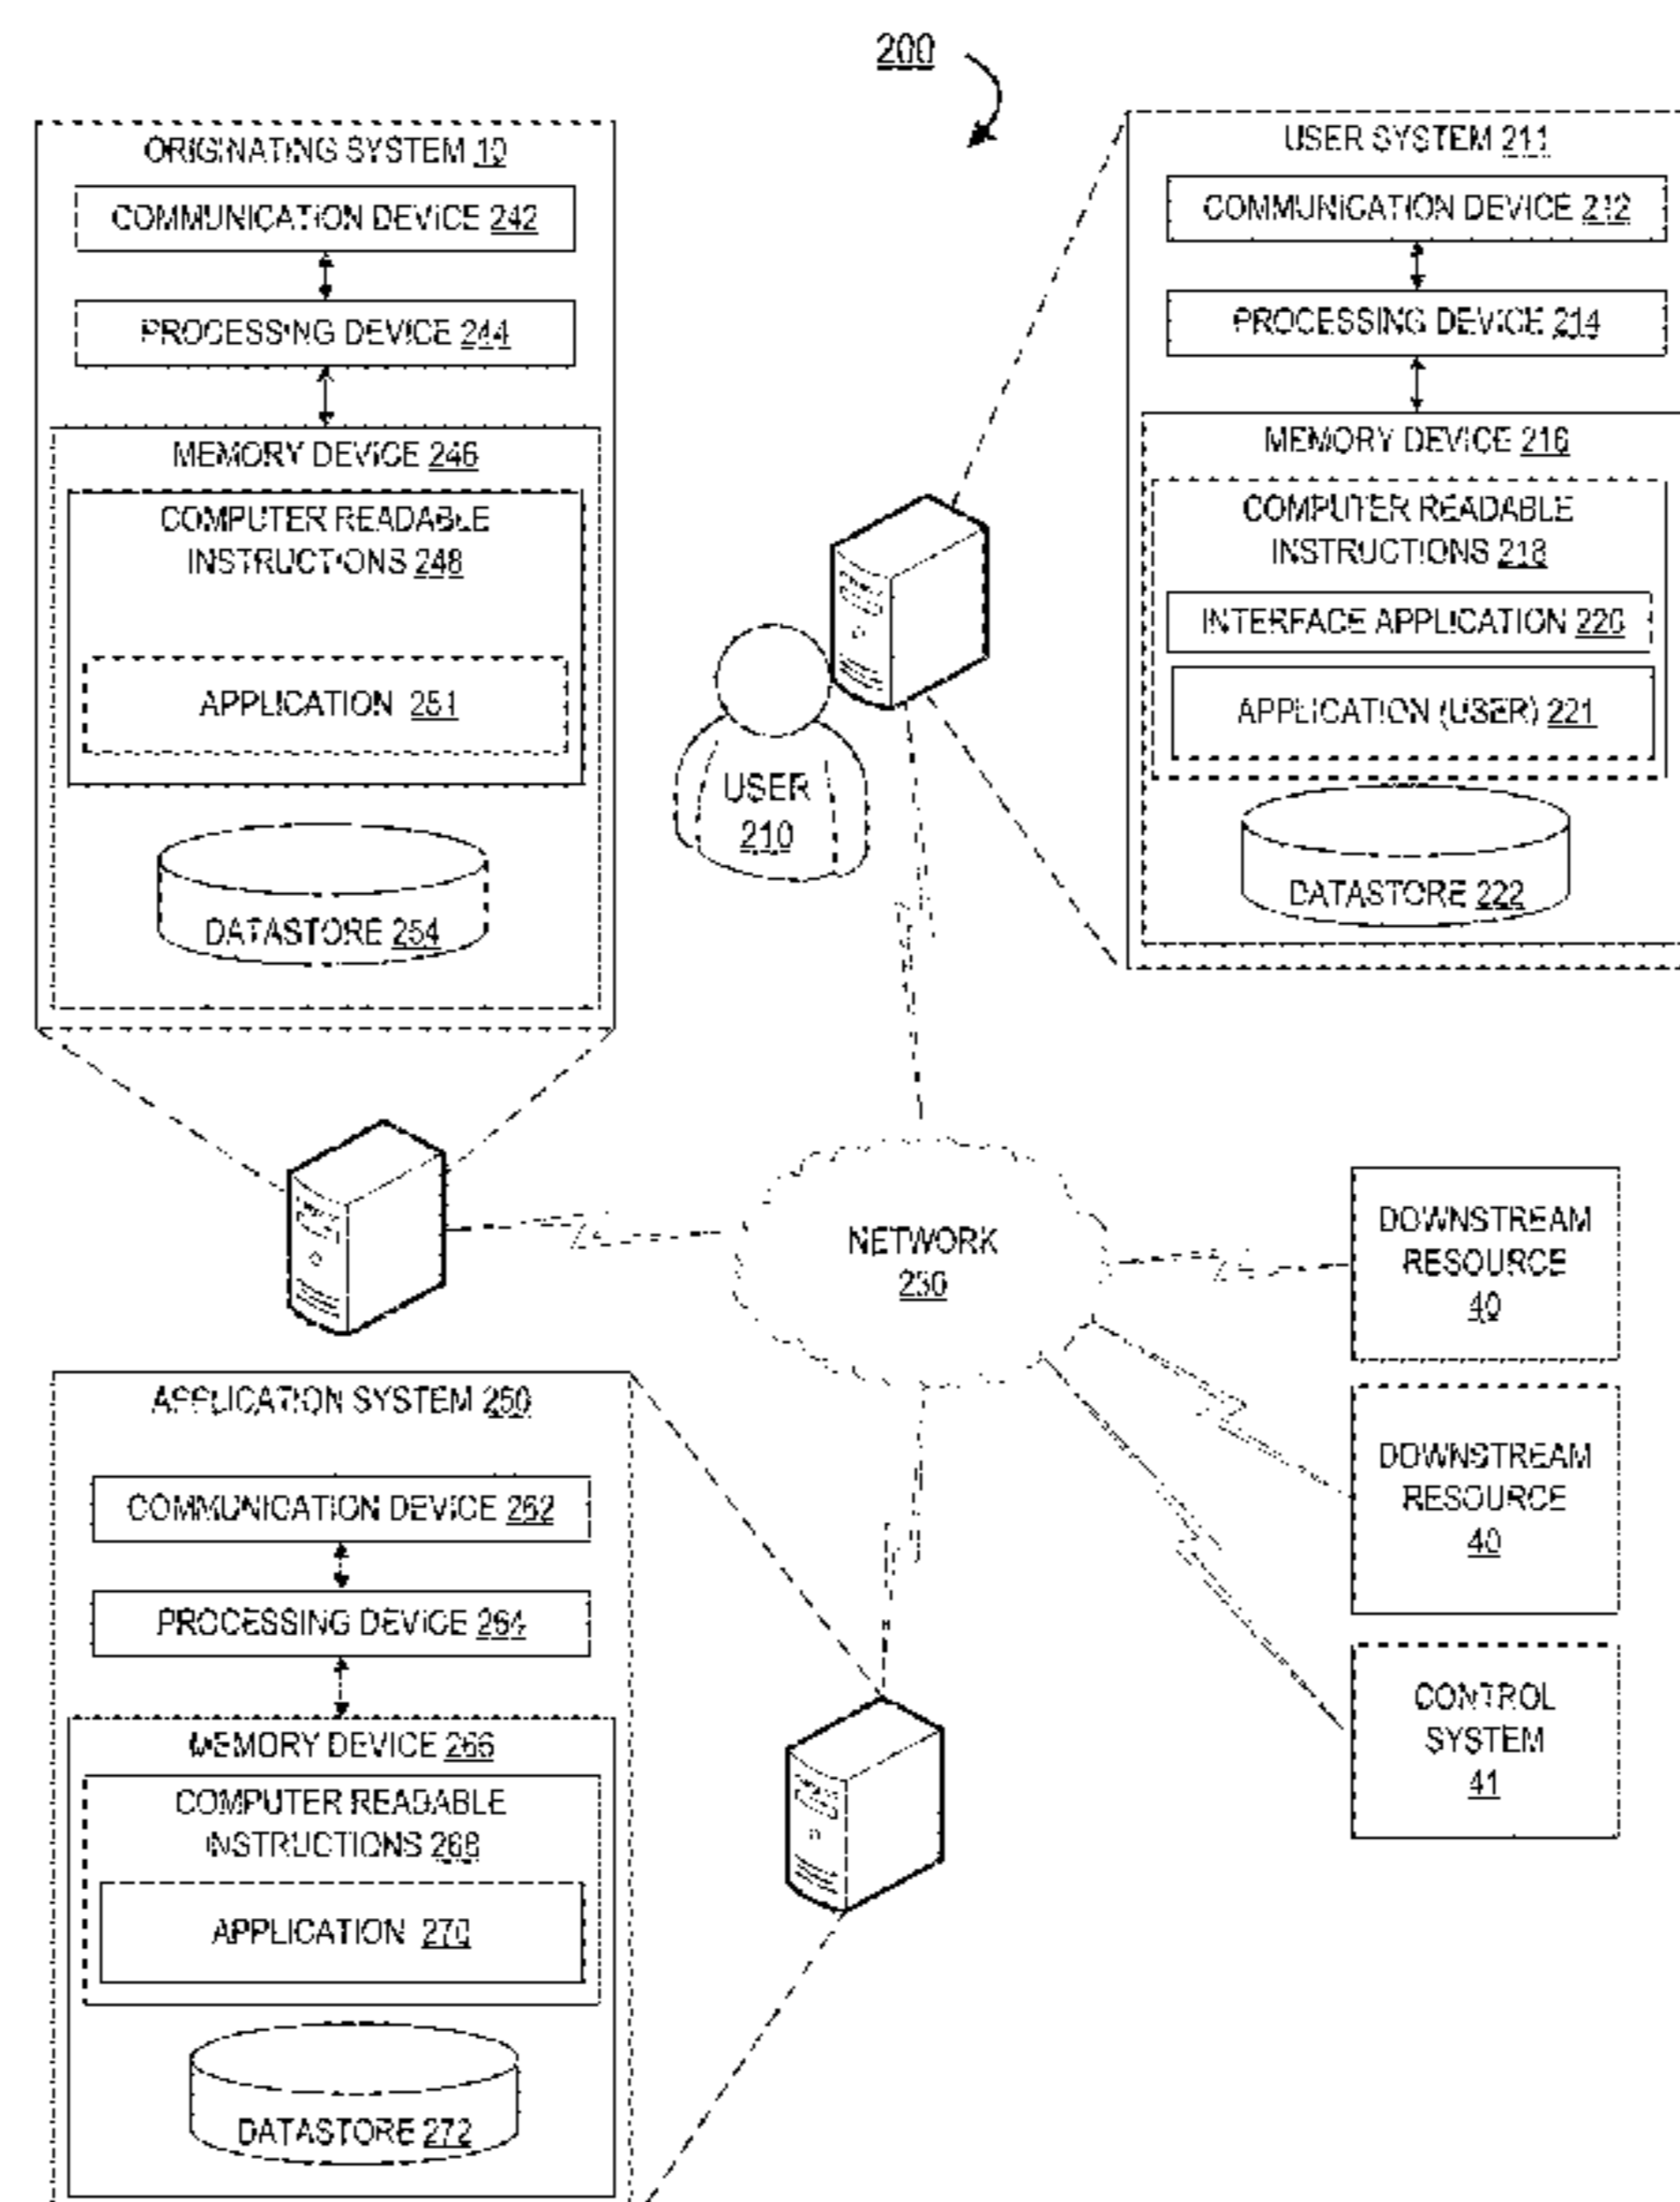 200
ORIGINATING SYSTEM 10
COMMUNICATION DEVICE 242
PROCESSING DEVICE 244
MEMORY DEVICE 246
COMPUTER READABLE
INSTRUCTIONS 248
APPLICATION 251
DATASTORE 254
USER SYSTEM 211
COMMUNICATION DEVICE 212
PROCESSING DEVICE 214
MEMORY DEVICE 216
COMPUTER READABLE
INSTRUCTIONS 218
INTERFACE APPLICATION 220
APPLICATION (USER) 221
DATASTORE 222
USER
210
NETWORK
DOWNSTREAM
RESOURCE
40
DOWNSTREAM
RESOURCE
40
CONTROL
SYSTEM
41
APPLICATION SYSTEM
COMMUNICATION DEVICE 262
PROCESSING DEVICE 264
MEMORY DEVICE 266
COMPUTER READABLE
INSTRUCTIONS 268
APPLICATION 270
DATASTORE 272